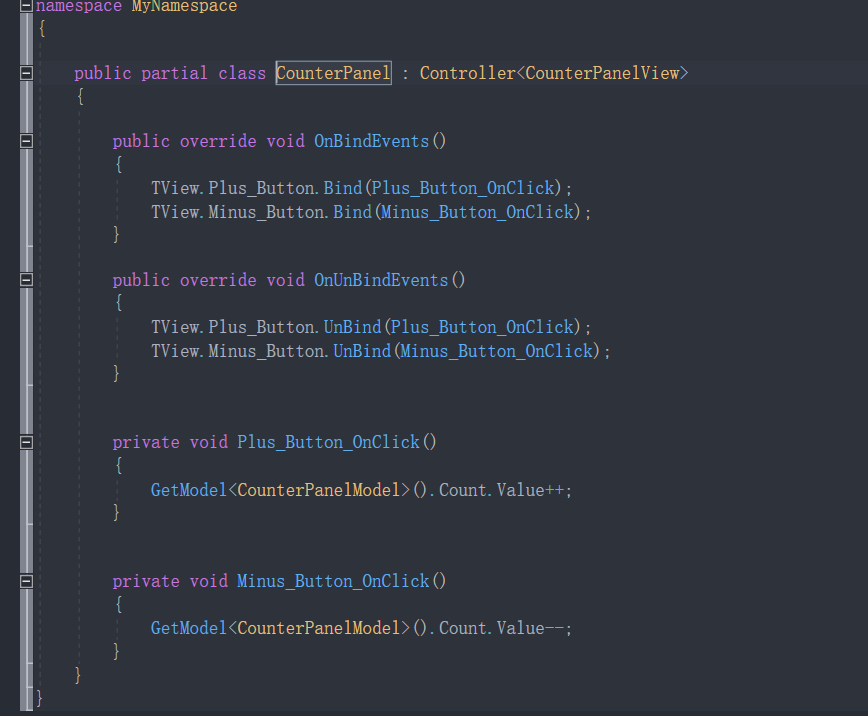 namespace MyNamespace
{
public partial class CounterPanel : Controller<CounterPanelView>
{
public override void OnBindEvents()
{
TView.Plus_Button.Bind(Plus_Button_OnClick);
TView.Minus_Button.Bind(Minus_Button_OnClick);
}
public override void OnUnBindEvents()
{
TView.Plus_Button.UnBind(Plus_Button_OnClick);
TView.Minus_Button.UnBind(Minus_Button_OnClick);
}
private void Plus_Button_OnClick()
{
GetModel<CounterPanelModel>().Count.Value++;
}
private void Minus_Button_OnClick()
{
GetModel<CounterPanelModel>().Count.Value--;
}
}
}